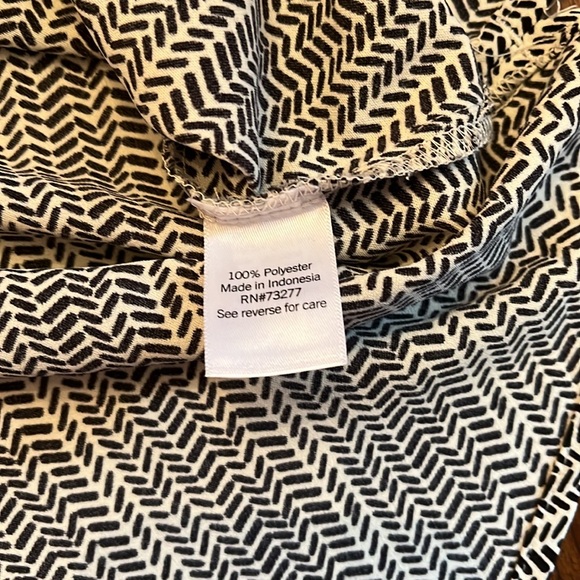 100% Polyester
Made in Indonesia
RN#73277
See reverse for care